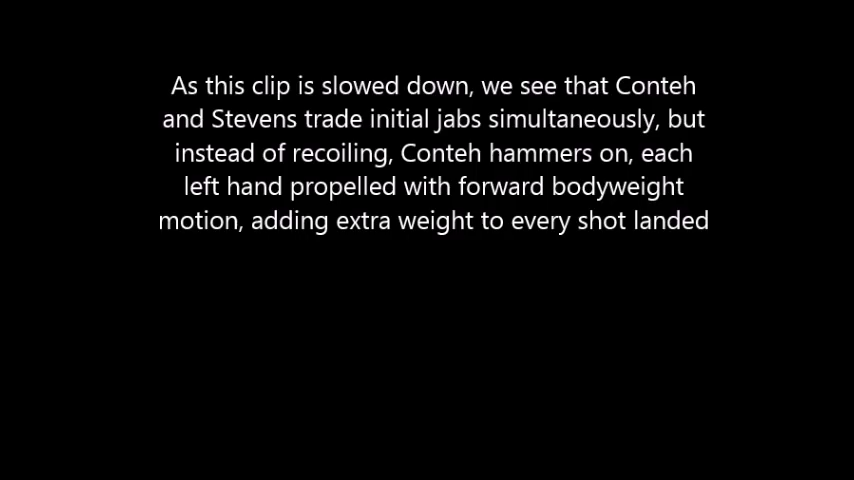 As this clip is slowed down, we see that Conteh
and Stevens trade initial jabs simultaneously, but
instead of recoiling, Conteh hammers on, each
left hand propelled with forward bodyweight
motion, adding extra weight to every shot landed